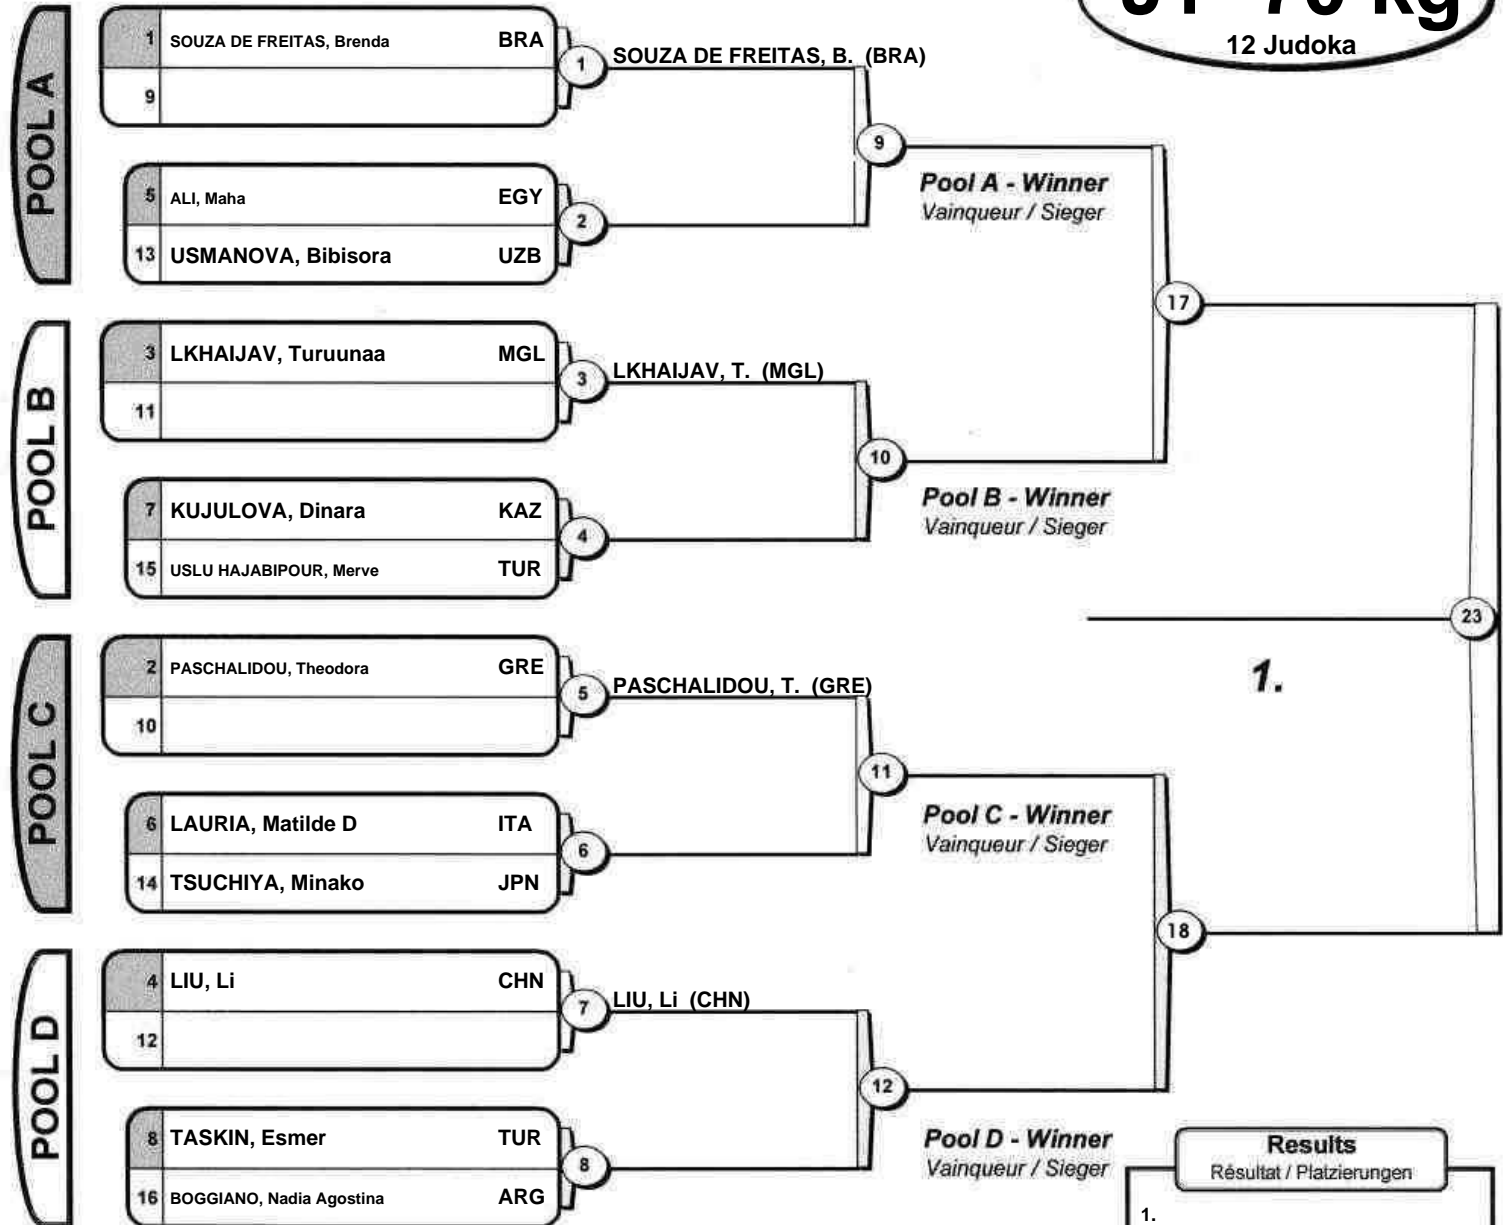 12 Judoka
POOL A
1 SOUZA DE FREITAS, Brenda BRA
9
1
SOUZA DE FREITAS, B. (BRA)
5 ALI, Maha EGY
13 USMANOVA, Bibisora UZB
2
9
Pool A - Winner
Vainqueur / Sieger
POOL B
3 LKHAIJAV, Turuunaa MGL
11
3
LKHAIJAV, T. (MGL)
7 KUJULOVA, Dinara KAZ
15 USLU HAJABIPOUR, Merve TUR
4
10
Pool B - Winner
Vainqueur / Sieger
17
POOL C
2 PASCHALIDOU, Theodora GRE
10
5
PASCHALIDOU, T. (GRE)
6 LAURIA, Matilde D ITA
14 TSUCHIYA, Minako JPN
6
11
Pool C - Winner
Vainqueur / Sieger
23
1.
POOL D
4 LIU, Li CHN
12
7
LIU, Li (CHN)
8 TASKIN, Esmer TUR
16 BOGGIANO, Nadia Agostina ARG
8
12
Pool D - Winner
Vainqueur / Sieger
18
Results
Résultat / Platzierungen
1.